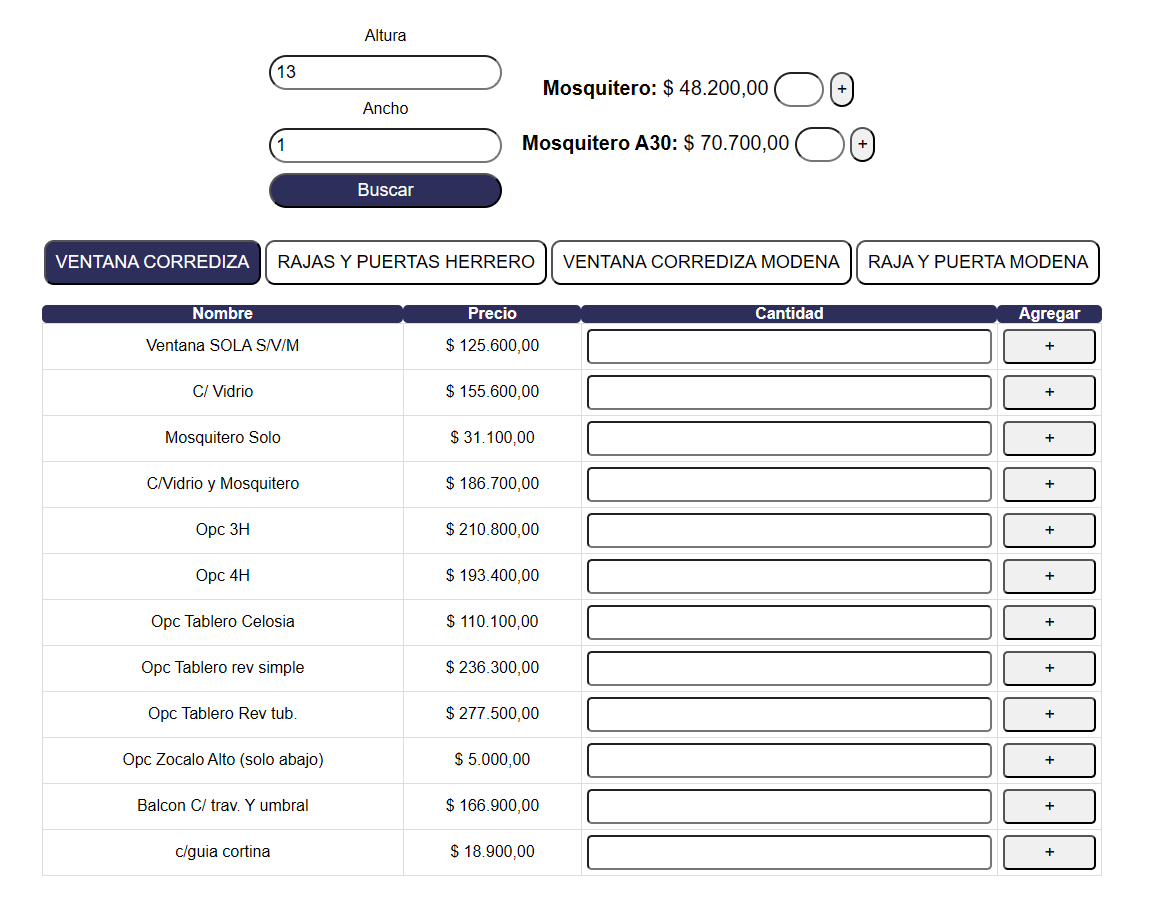 Altura
13
Ancho
1
Buscar
Mosquitero: $ 48.200,00 +
Mosquitero A30: $ 70.700,00 +
VENTANA CORREDIZA RAJAS Y PUERTAS HERRERO VENTANA CORREDIZA MODENA RAJA Y PUERTA MODENA
Nombre Precio Cantidad Agregar
Ventana SOLA S/V/M $ 125.600,00 +
C/ Vidrio $ 155.600,00 +
Mosquitero Solo $ 31.100,00 +
C/Vidrio y Mosquitero $ 186.700,00 +
Opc 3H $ 210.800,00 +
Opc 4H $ 193.400,00 +
Opc Tablero Celosia $ 110.100,00 +
Opc Tablero rev simple $ 236.300,00 +
Opc Tablero Rev tub. $ 277.500,00 +
Opc Zocalo Alto (solo abajo) $ 5.000,00 +
Balcon C/ trav. Y umbral $ 166.900,00 +
c/guia cortina $ 18.900,00 +